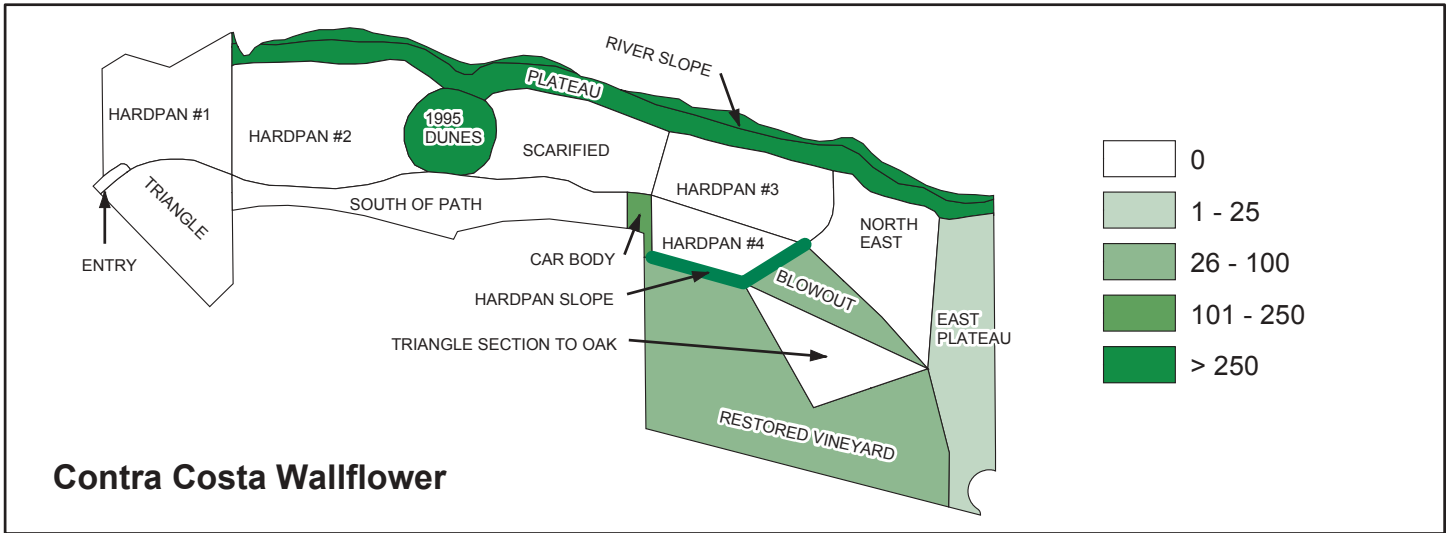 RIVER SLOPE
PLATEAU
HARDPAN #1
1995
DUNES
HARDPAN #2
SCARIFIED
HARDPAN #3
TRIANGLE
SOUTH OF PATH
NORTH
EAST
HARDPAN #4
ENTRY
CAR BODY
BLOWOUT
HARDPAN SLOPE
EAST
PLATEAU
TRIANGLE SECTION TO OAK
RESTORED VINEYARD
Contra Costa Wallflower
0
1 - 25
26 - 100
101 - 250
> 250